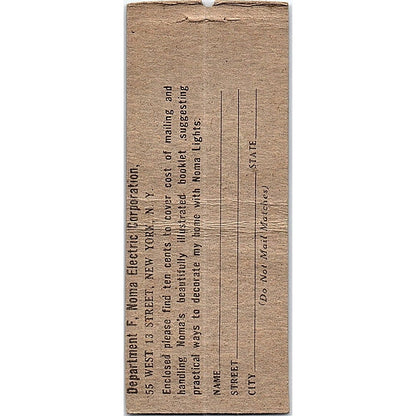 Department F, Noma Electric Corporation,
55 WEST 13 STREET, NEW YORK, N. Y.
Enclosed please find ten cents to cover cost of mailing and
handling Noma's beautifully illustrated booklet suggesting
practical ways to decorate my home with Noma Lights.
NAME
STREET
CITY STATE
(Do Not Mail Matches)